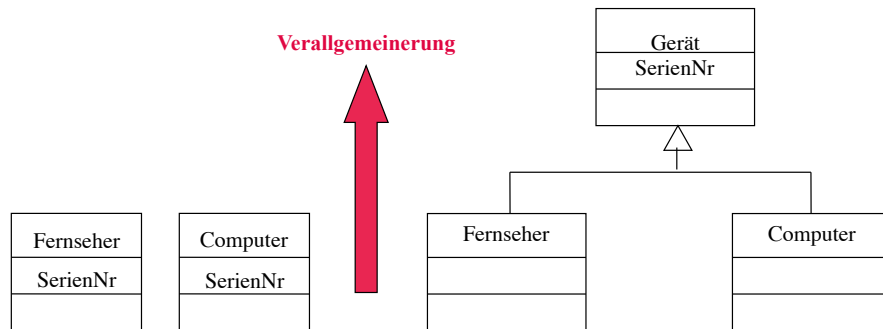 Verallgemeinerung
Fernseher
SerienNr
Computer
SerienNr
Gerät
SerienNr
Fernseher
Computer